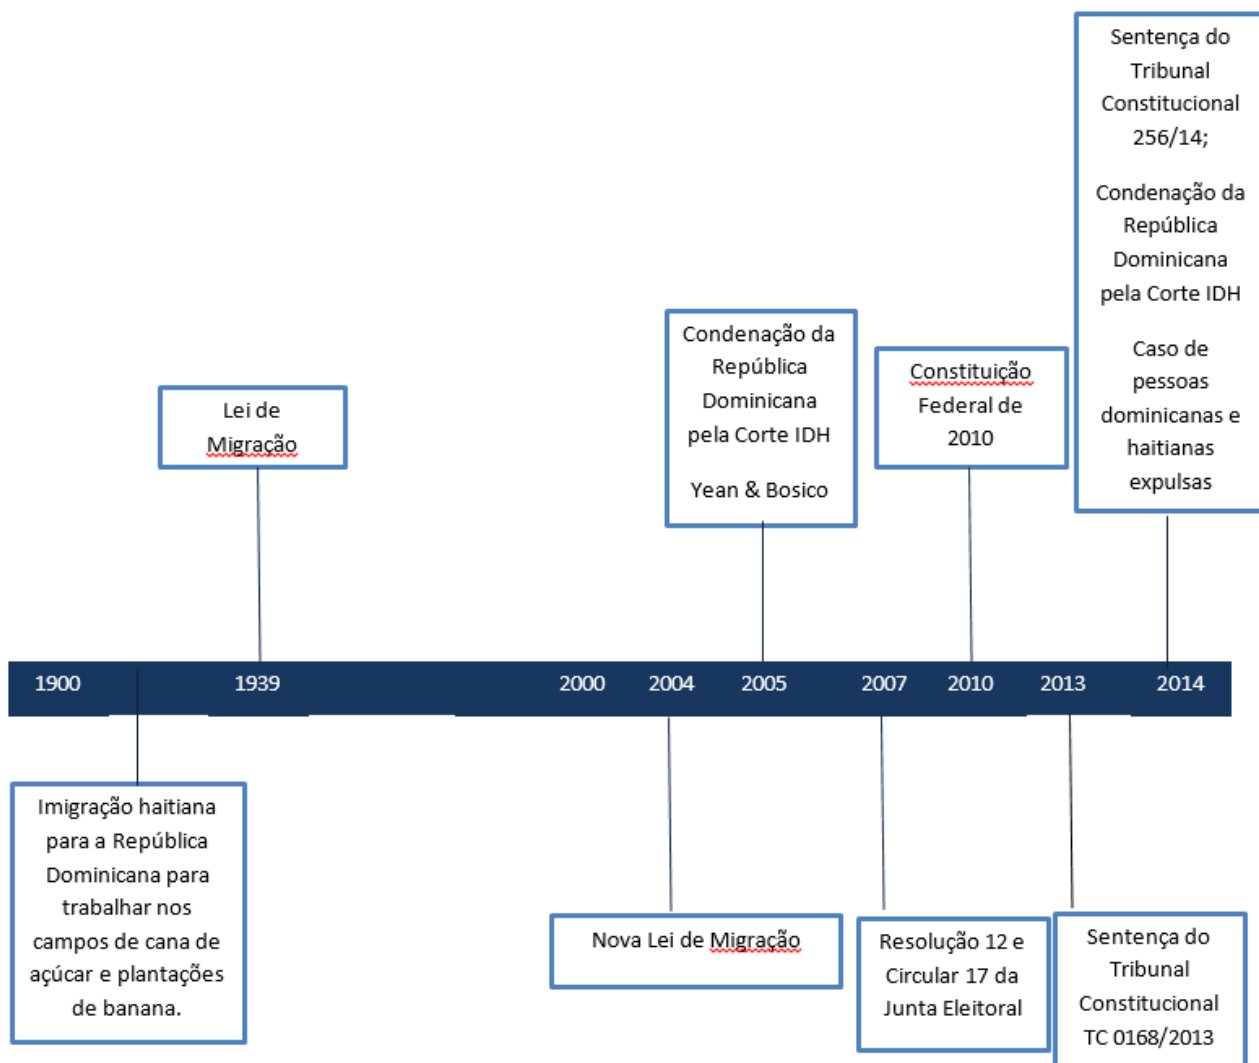 Sentença do
Tribunal
Constitucional
256/14;
Condenação da
República
Dominicana
pela Corte IDH
Caso de
pessoas
dominicanas e
haitianas
expulsas
Condenação da
República
Dominicana
pela Corte IDH
Yean & Bosico
Constituição
Federal de
2010
Lei de
Migração
1900 1939 2000 2004 2005 2007 2010 2013 2014
Imigração haitiana
para a República
Dominicana para
trabalhar nos
campos de cana de
açúcar e plantações
de banana.
Nova Lei de Migração
Resolução 12 e
Circular 17 da
Junta Eleitoral
Sentença do
Tribunal
Constitucional
TC 0168/2013